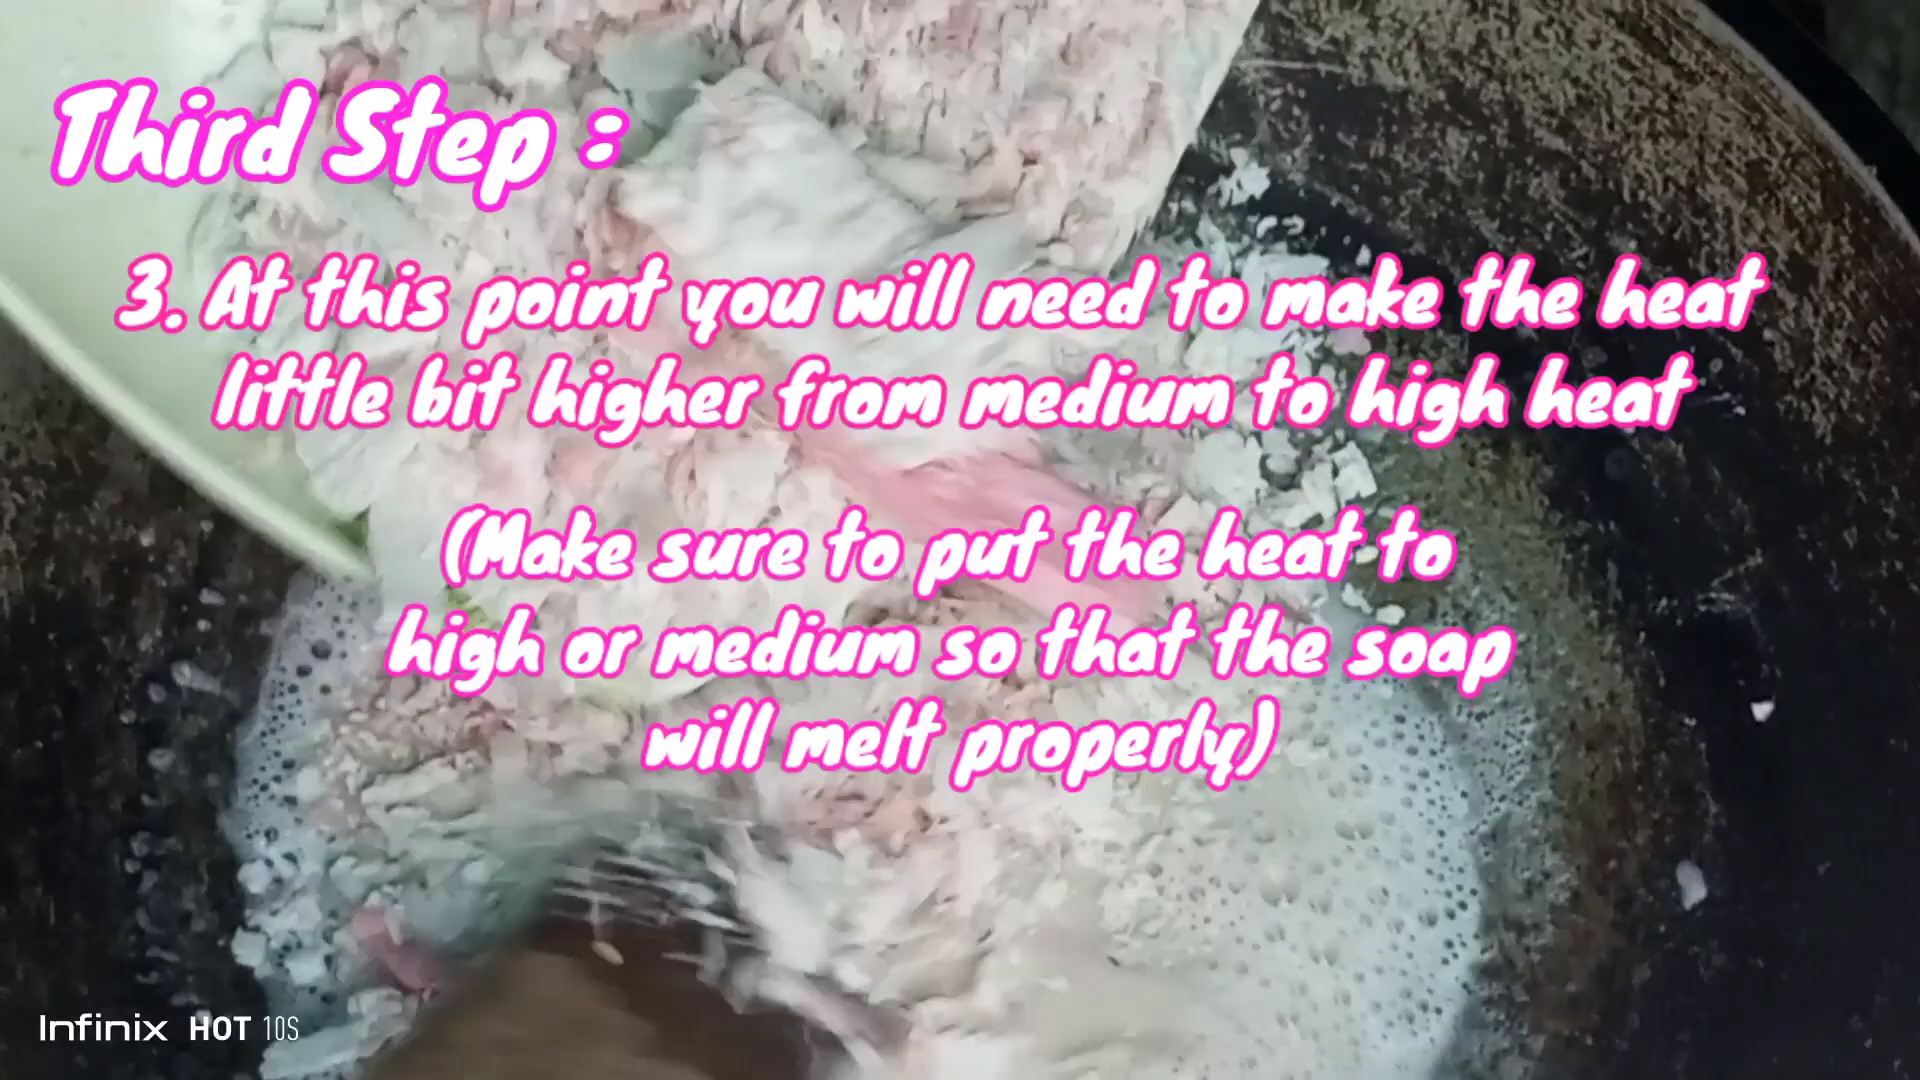 Third Step :
3. At this point you will need to make the heat
little bit higher from medium to high heat
(Make sure to put the heat to
high or medium so that the soap
will melt properly)
Infinix HOT 10S